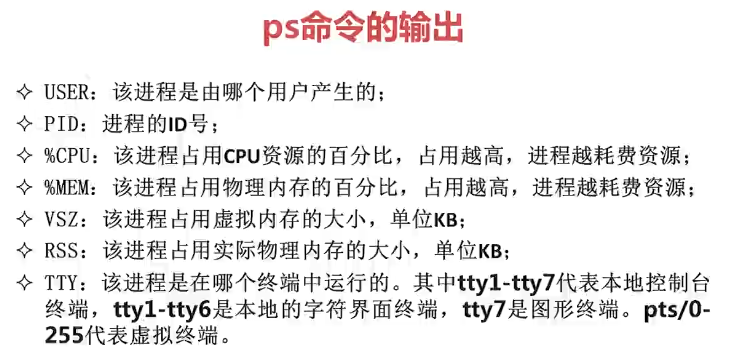 ps命令的输出
✧ USER：该进程是由哪个用户产生的；
✧ PID：进程的ID号；
✧ %CPU：该进程占用CPU资源的百分比，占用越高，进程越耗费资源；
✧ %MEM：该进程占用物理内存的百分比，占用越高，进程越耗费资源；
✧ VSZ：该进程占用虚拟内存的大小，单位KB；
✧ RSS：该进程占用实际物理内存的大小，单位KB；
✧ TTY：该进程是在哪个终端中运行的。其中tty1-tty7代表本地控制台
终端，tty1-tty6是本地的字符界面终端，tty7是图形终端。pts/0-
255代表虚拟终端。